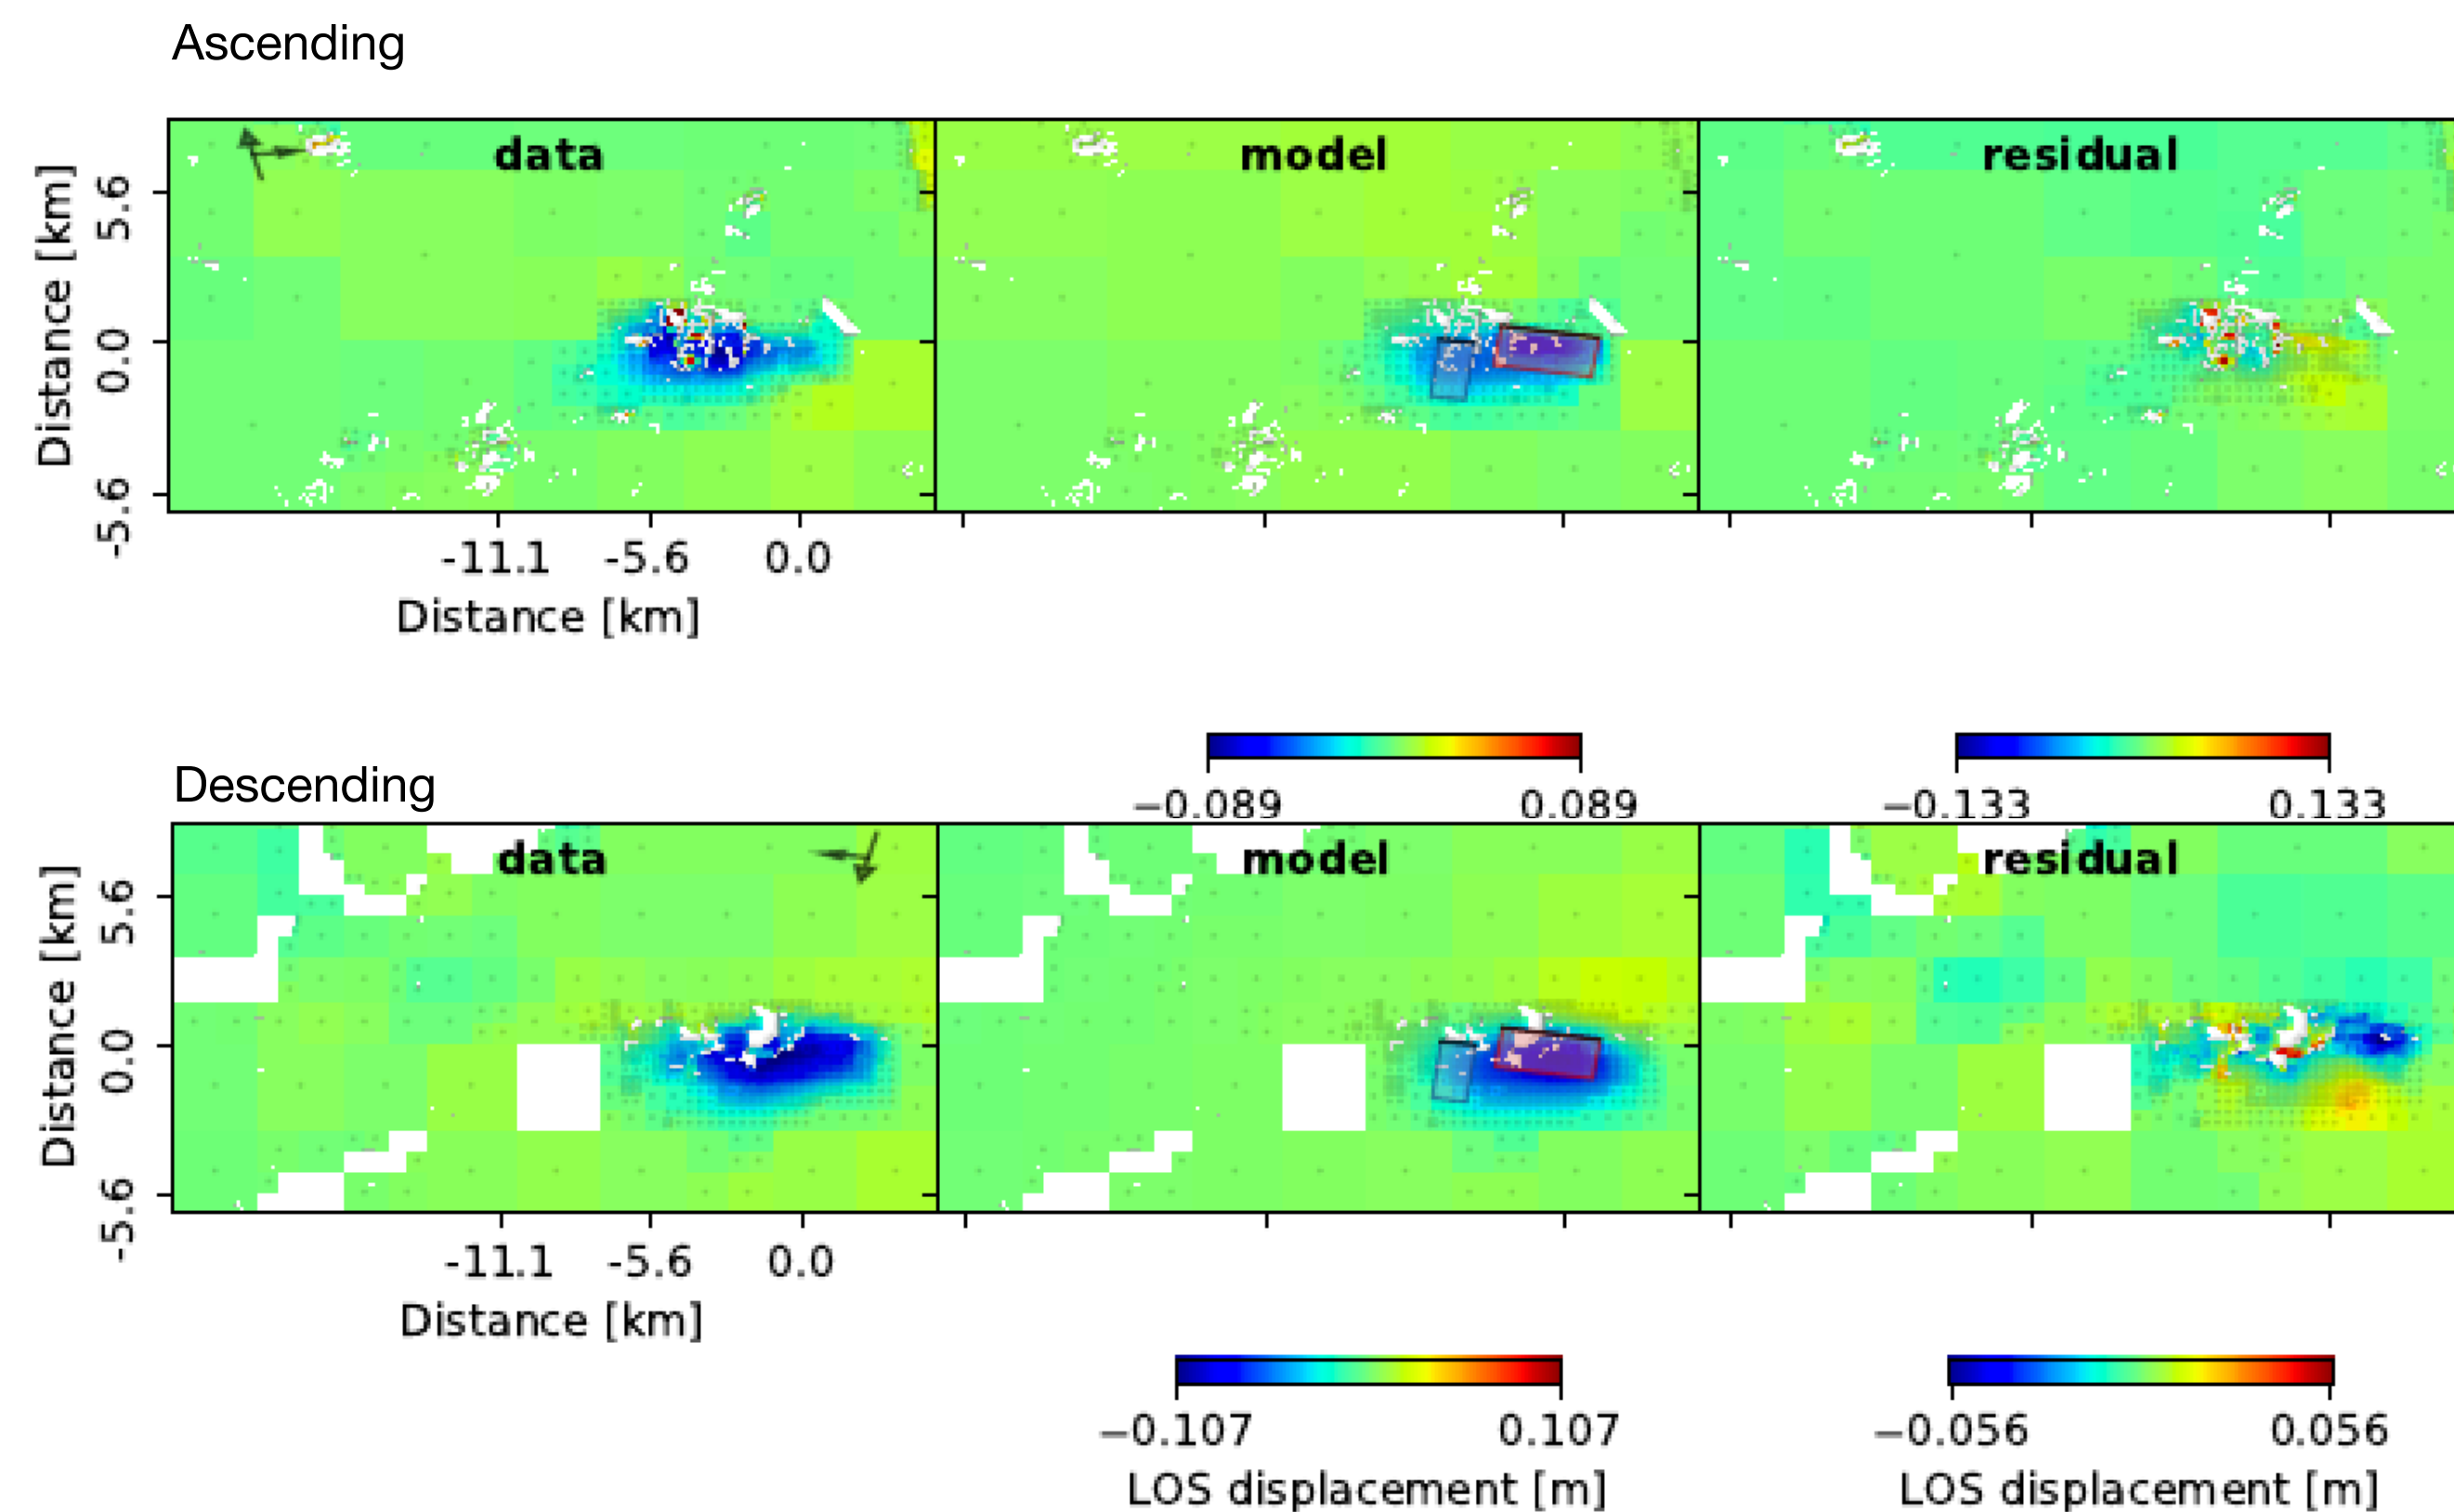 Ascending
data model residual
Distance [km]
5.6
0.0
-5.6
-11.1 -5.6 0.0
Distance [km]
−0.089 0.089 −0.133 0.133
Descending
data model residual
Distance [km]
5.6
0.0
-5.6
-11.1 -5.6 0.0
Distance [km]
−0.107 0.107 −0.056 0.056
LOS displacement [m] LOS displacement [m]